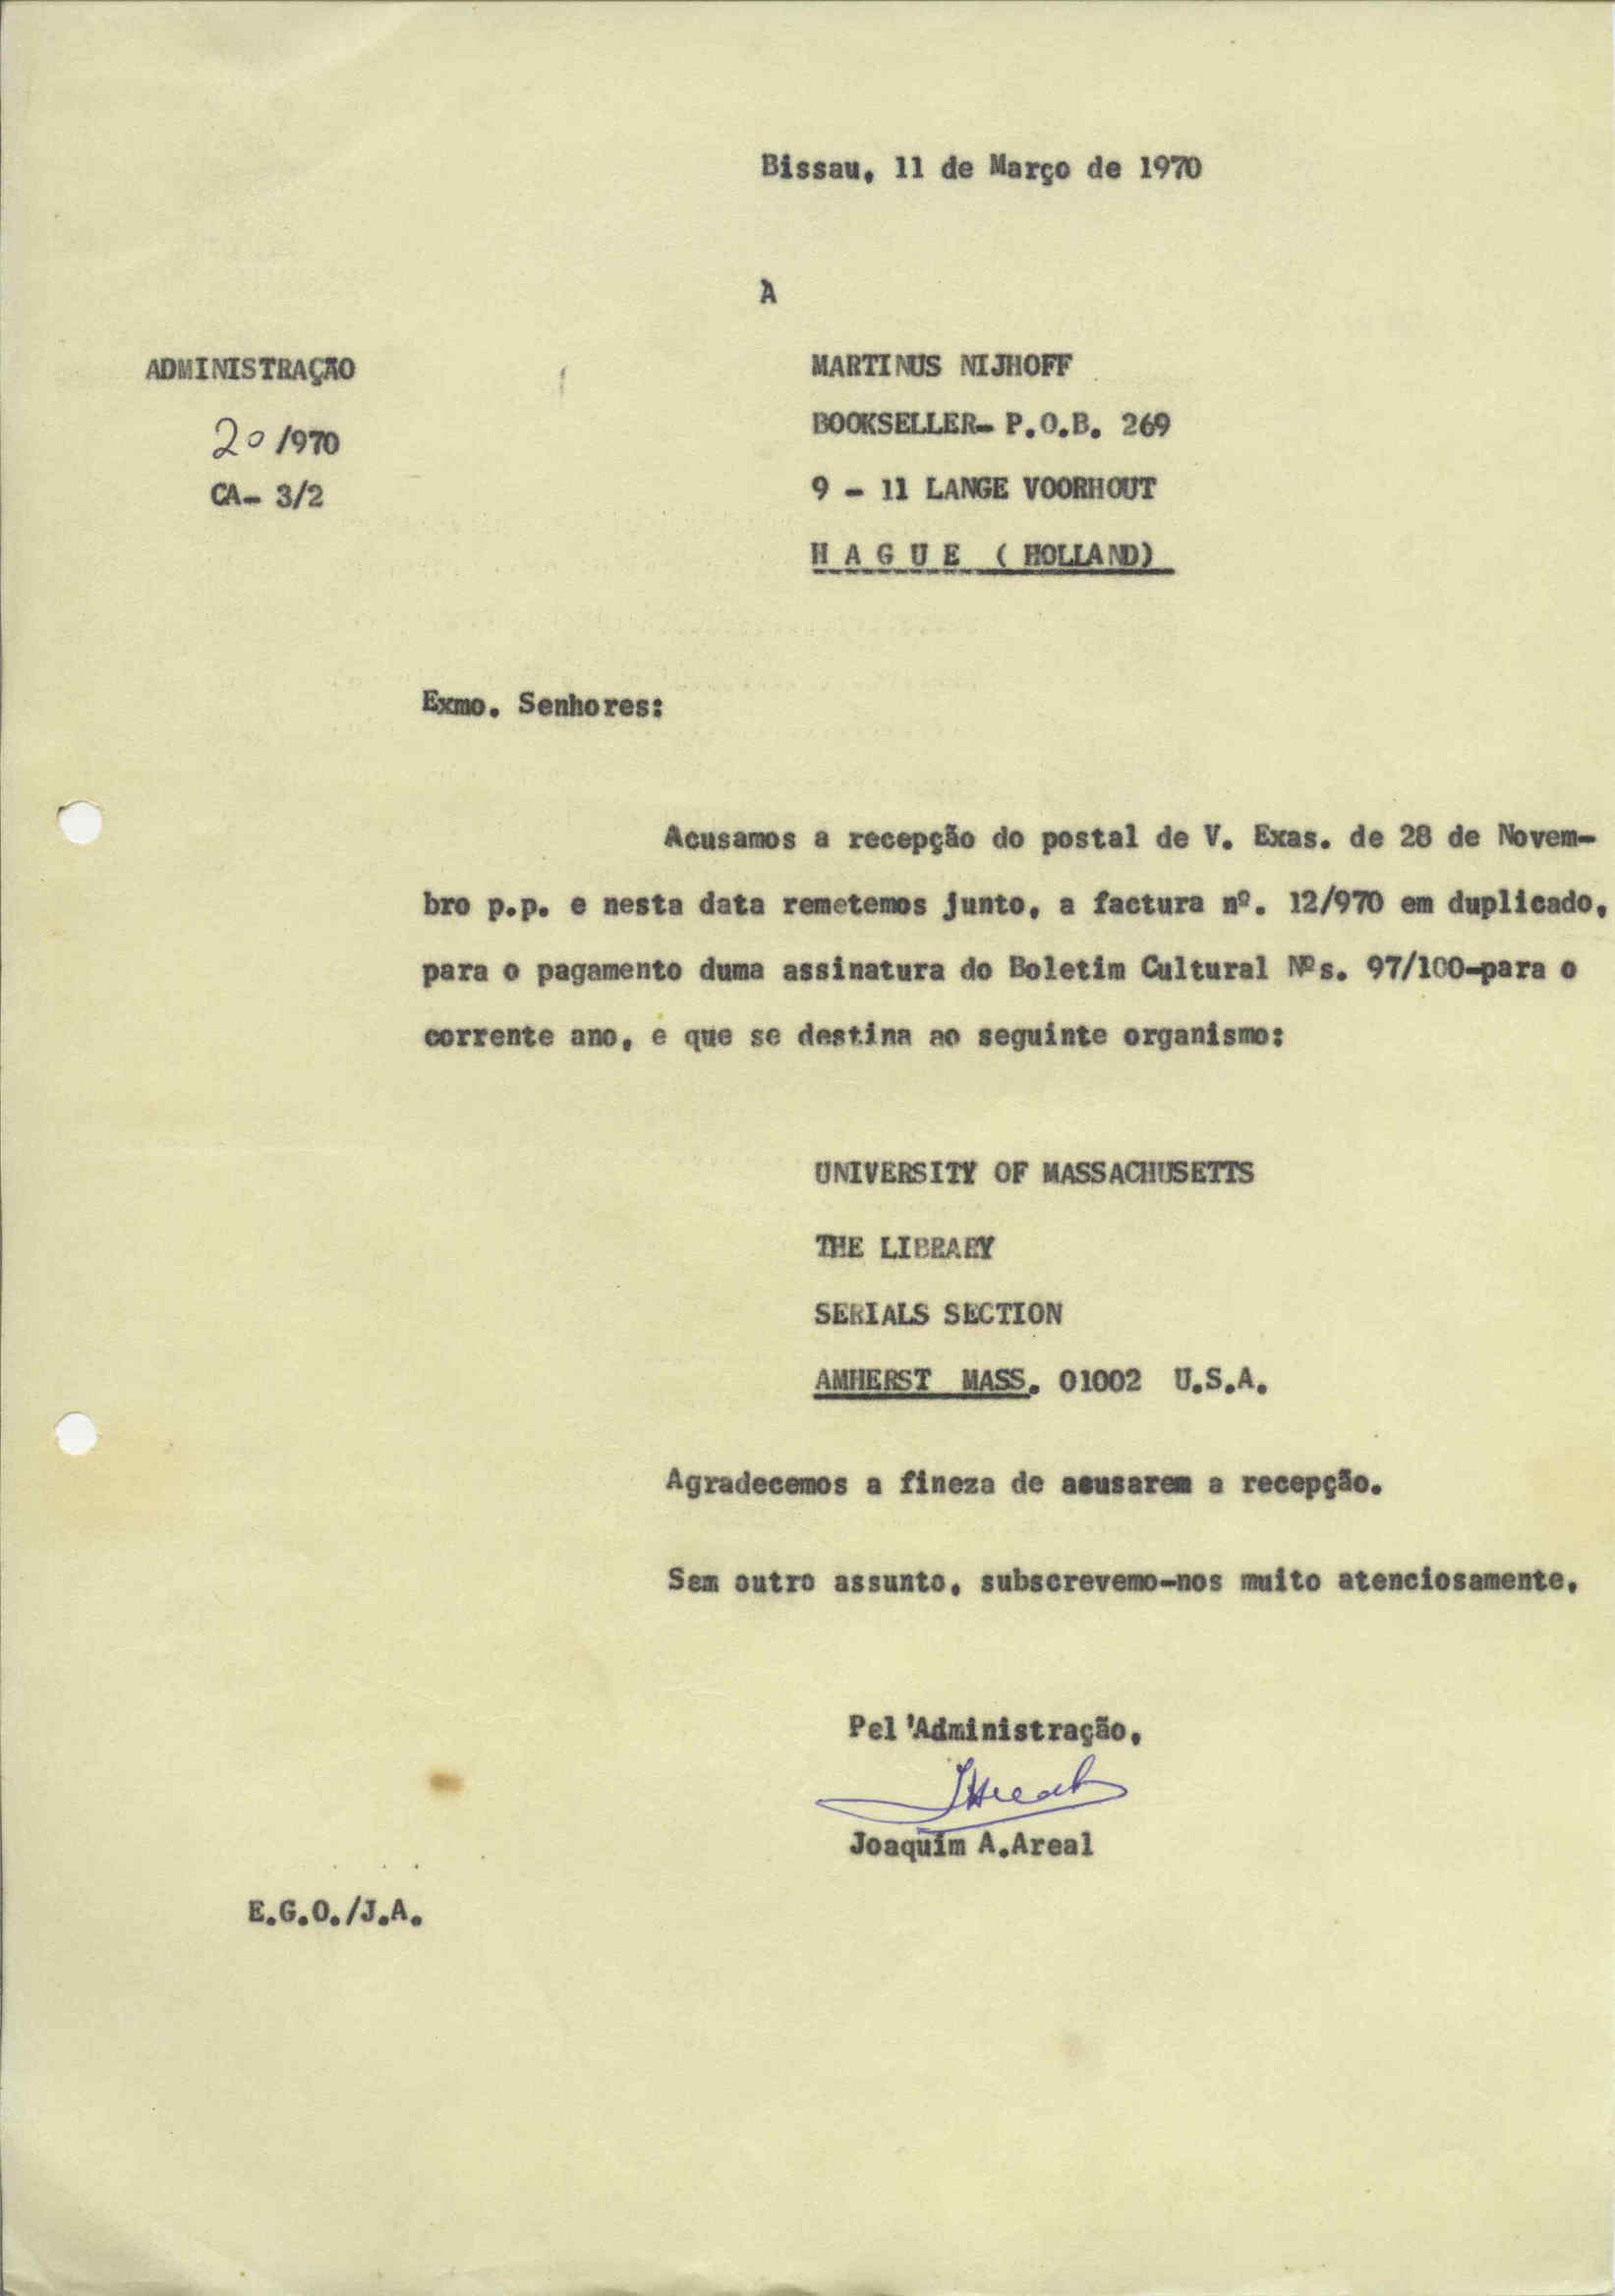 Bissau, 11 de Março de 1970
À
ADMINISTRAÇÃO
20/970
CA- 3/2
MARTINUS NIJHOFF
BOOKSELLER- P.O.B. 269
9 - 11 LANGE VOORHOUT
H A G U E ( HOLLAND)
Exmo. Senhores:
Acusamos a recepção do postal de V. Exas. de 28 de Novem-
bro p.p. e nesta data remetemos junto, a factura nº. 12/970 em duplicado,
para o pagamento duma assinatura do Boletim Cultural Nºs. 97/100-para o
corrente ano, e que se destina ao seguinte organismo:
UNIVERSITY OF MASSACHUSETTS
THE LIBRARY
SERIALS SECTION
AMHERST MASS. 01002 U.S.A.
Agradecemos a fineza de acusarem a recepção.
Sem outro assunto, subscrevemo-nos muito atenciosamente,
Pel'Administração,
JAreal
Joaquim A.Areal
E.G.O./J.A.